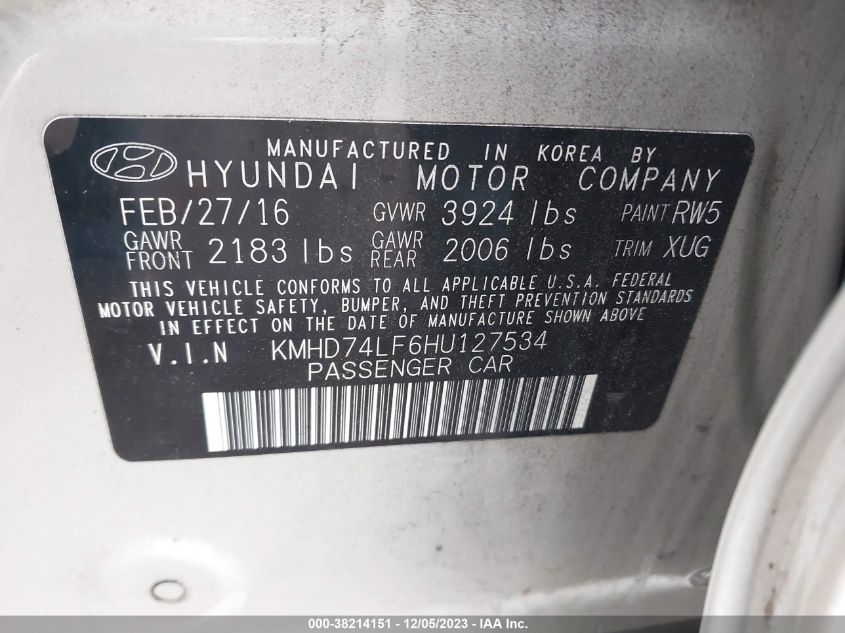 MANUFACTURED IN KOREA BY
HYUNDAI MOTOR COMPANY
FEB/27/16 GVWR 3924 lbs PAINT RW5
GAWR FRONT 2183 lbs GAWR REAR 2006 lbs TRIM XUG
THIS VEHICLE CONFORMS TO ALL APPLICABLE U.S.A. FEDERAL
MOTOR VEHICLE SAFETY, BUMPER, AND THEFT PREVENTION STANDARDS
IN EFFECT ON THE DATE OF MANUFACTURE SHOWN ABOVE
V.I.N KMHD74LF6HU127534
PASSENGER CAR
000-38214151 - 12/05/2023 - IAAI.com